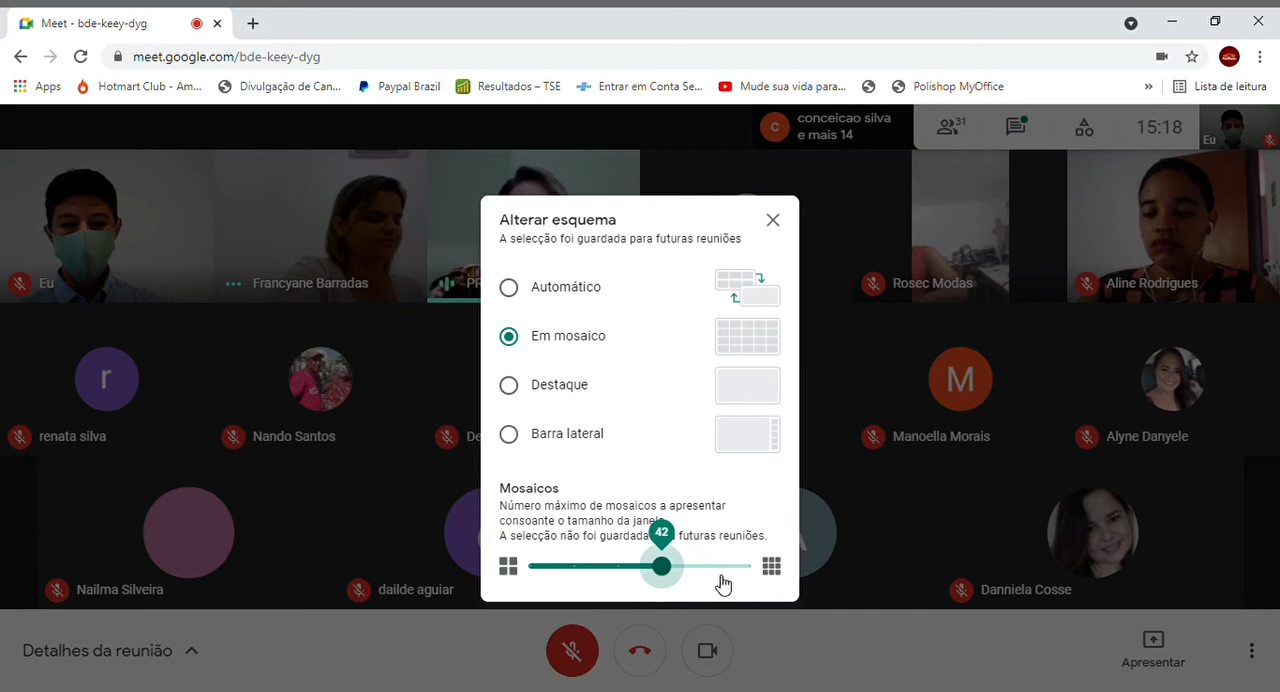 Meet - bde-keey-dyg
meet.google.com/bde-keey-dyg
Apps
Hotmart Club - Am...
Divulgação de Can...
Paypal Brazil
Resultados – TSE
Entrar em Conta Se...
Mude sua vida para...
Polishop MyOffice
»
Lista de leitura
c
conceicao silva
e mais 14
31
15:18
Eu
Eu
Francyane Barradas
PR
Rosec Modas
Aline Rodrigues
Alterar esquema
A selecção foi guardada para futuras reuniões
Automático
Em mosaico
Destaque
Barra lateral
r
renata silva
Nando Santos
De
M
Manoella Morais
Alyne Danyele
Mosaicos
Número máximo de mosaicos a apresentar
consoante o tamanho da janela.
A selecção não foi guardada futuras reuniões.
42
Nailma Silveira
dailde aguiar
A
Danniela Cosse
Detalhes da reunião
Apresentar